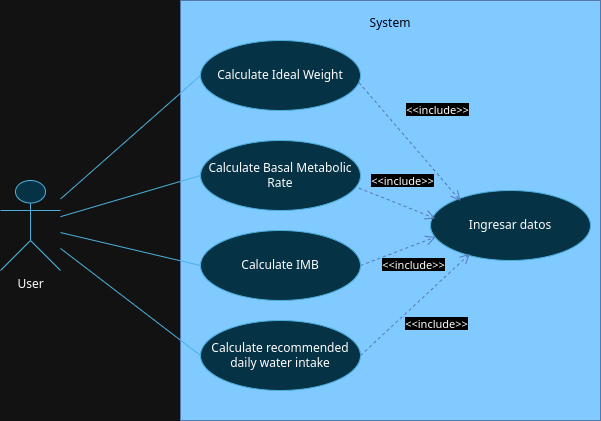 System
Calculate Ideal Weight
<<include>>
Calculate Basal Metabolic
Rate
<<include>>
Ingresar datos
User
Calculate IMB
<<include>>
<<include>>
Calculate recommended
daily water intake